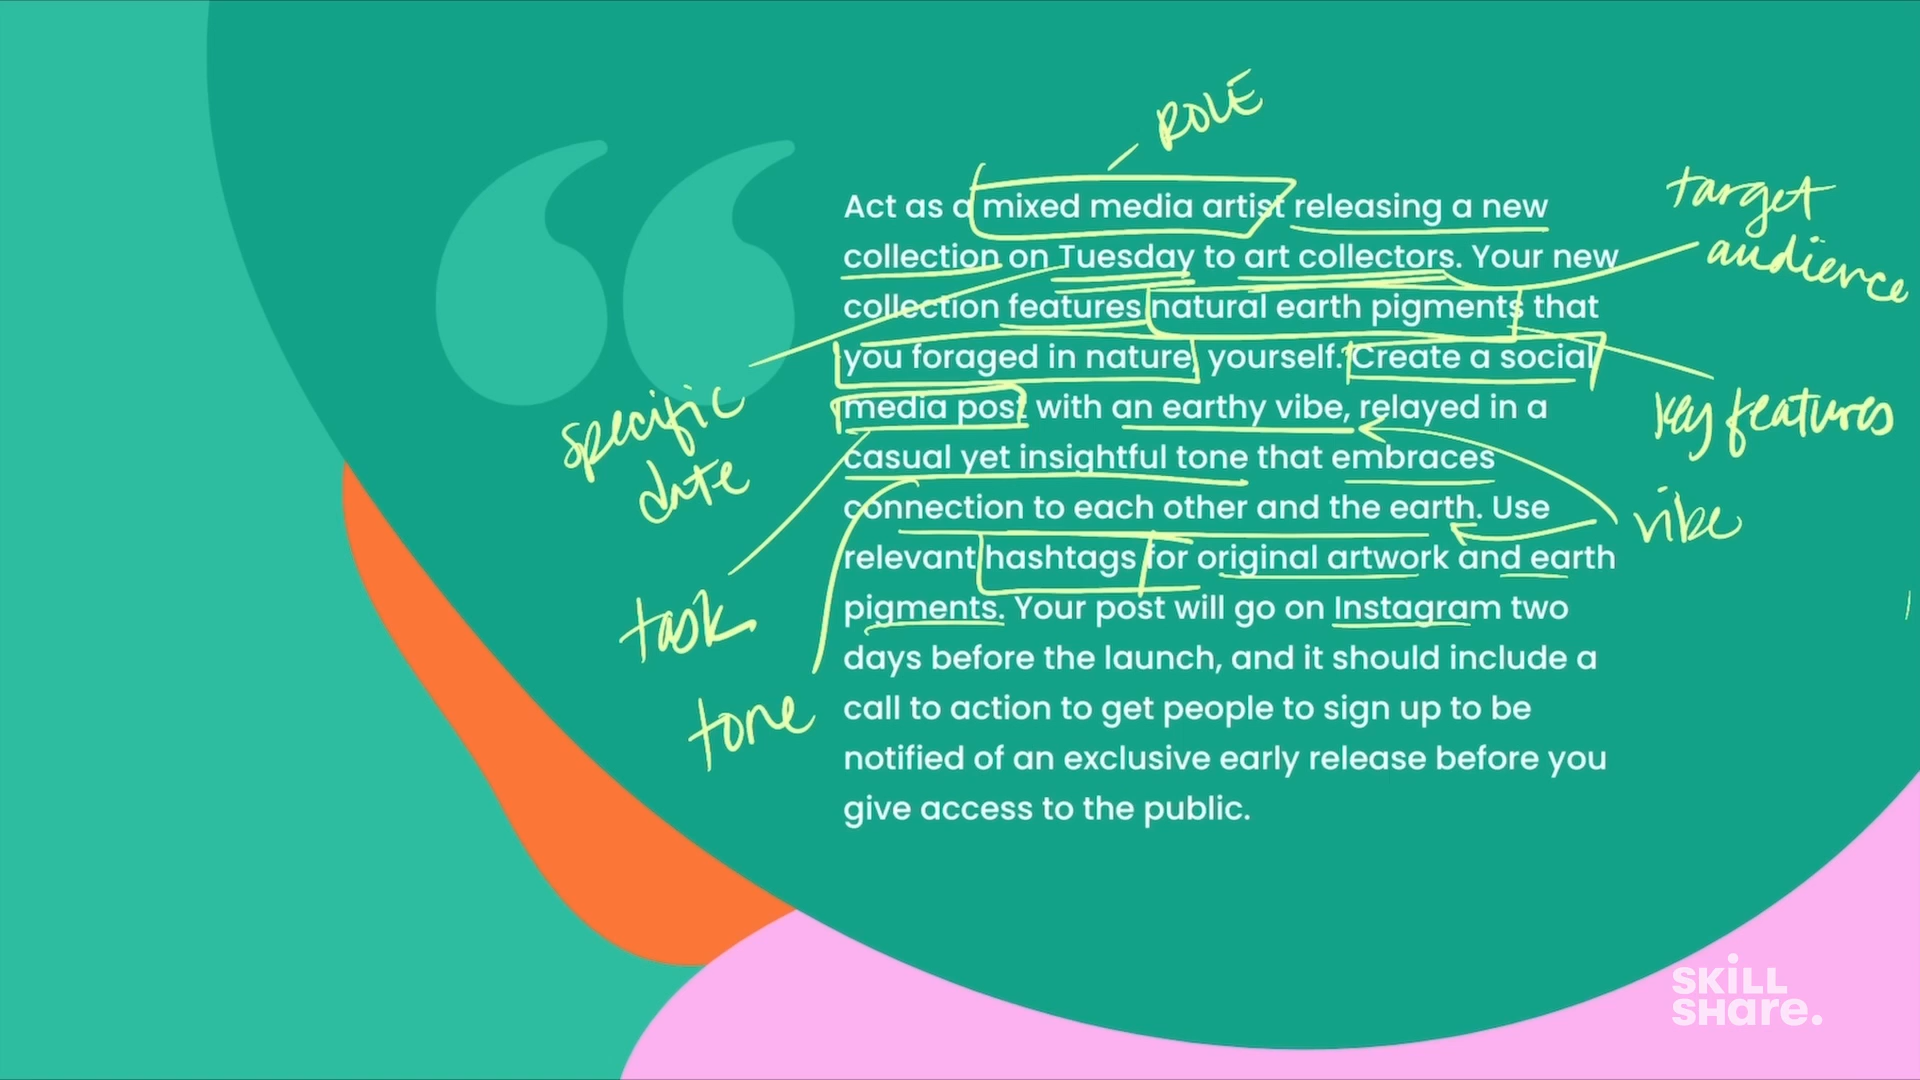 ROLE
Act as a mixed media artist releasing a new
collection on Tuesday to art collectors. Your new
collection features natural earth pigments that
you foraged in nature, yourself. Create a social
media post with an earthy vibe, relayed in a
casual yet insightful tone that embraces
connection to each other and the earth. Use
relevant hashtags for original artwork and earth
pigments. Your post will go on Instagram two
days before the launch, and it should include a
call to action to get people to sign up to be
notified of an exclusive early release before you
give access to the public.
target
audience
key features
vibe
specific
date
task
tone
SKILL
SHare.